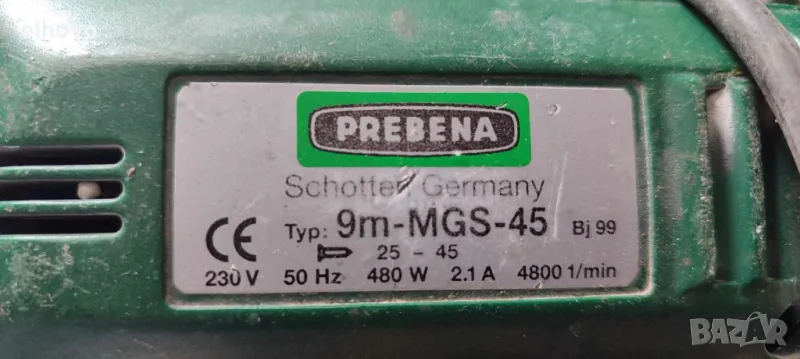 PREBENA
Schotten Germany
CE Typ: 9m-MGS-45 Bj 99
25 - 45
230 V 50 Hz 480 W 2.1 A 4800 1/min
BAZAR